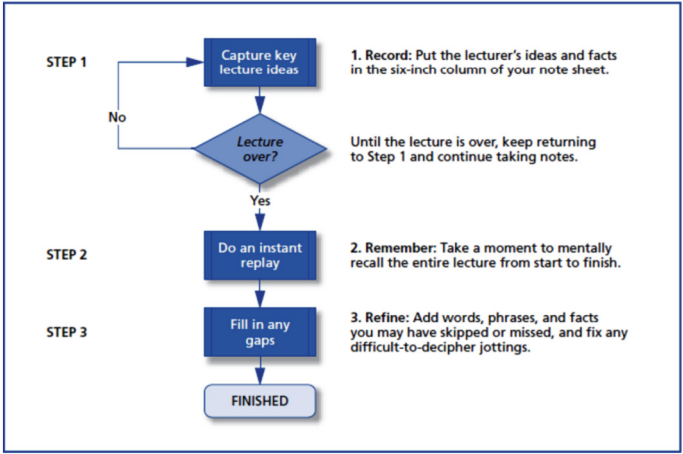 STEP 1
Capture key
lecture ideas
1. Record: Put the lecturer’s ideas and facts
in the six-inch column of your note sheet.
No
Lecture
over?
Until the lecture is over, keep returning
to Step 1 and continue taking notes.
Yes
STEP 2
Do an instant
replay
2. Remember: Take a moment to mentally
recall the entire lecture from start to finish.
STEP 3
Fill in any
gaps
3. Refine: Add words, phrases, and facts
you may have skipped or missed, and fix any
difficult-to-decipher jottings.
FINISHED